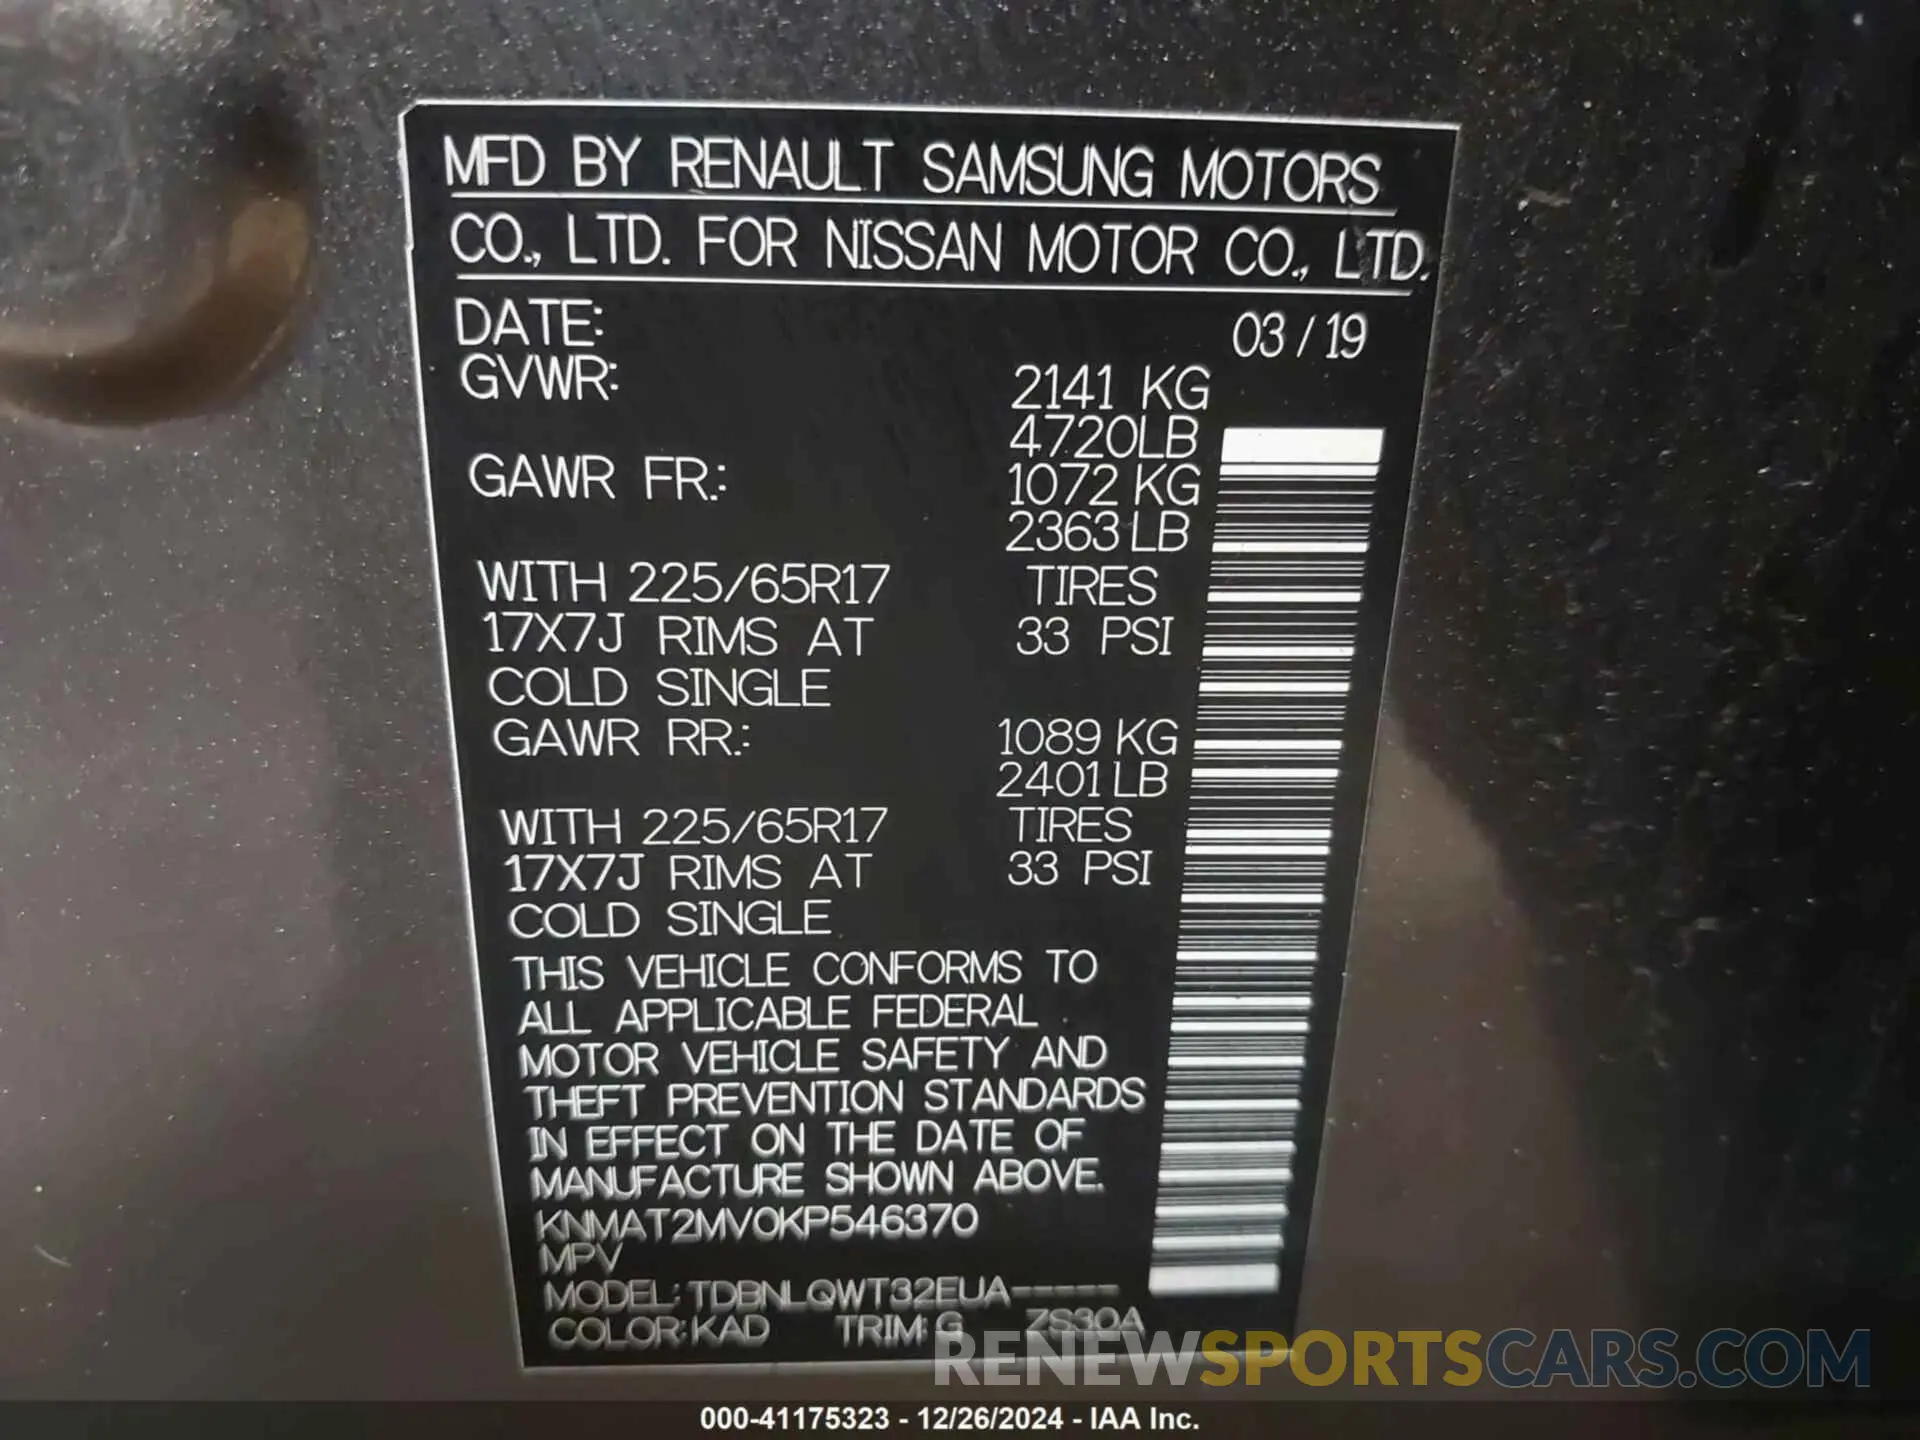 MFD BY RENAULT SAMSUNG MOTORS
CO., LTD. FOR NISSAN MOTOR CO., LTD.
DATE: 03 / 19
GVWR: 2141 KG
4720LB
GAWR FR.: 1072 KG
2363 LB
WITH 225/65R17 TIRES
17X7J RIMS AT 33 PSI
COLD SINGLE
GAWR RR.: 1089 KG
2401 LB
WITH 225/65R17 TIRES
17X7J RIMS AT 33 PSI
COLD SINGLE
THIS VEHICLE CONFORMS TO
ALL APPLICABLE FEDERAL
MOTOR VEHICLE SAFETY AND
THEFT PREVENTION STANDARDS
IN EFFECT ON THE DATE OF
MANUFACTURE SHOWN ABOVE.
KNMAT2MV0KP546370
MPV
MODEL: TDBNLQWT32EUA-----
COLOR: KAD TRIM: G ZS30A
RENEWSPORTSCARS.COM
000-41175323 - 12/26/2024 - IAA Inc.